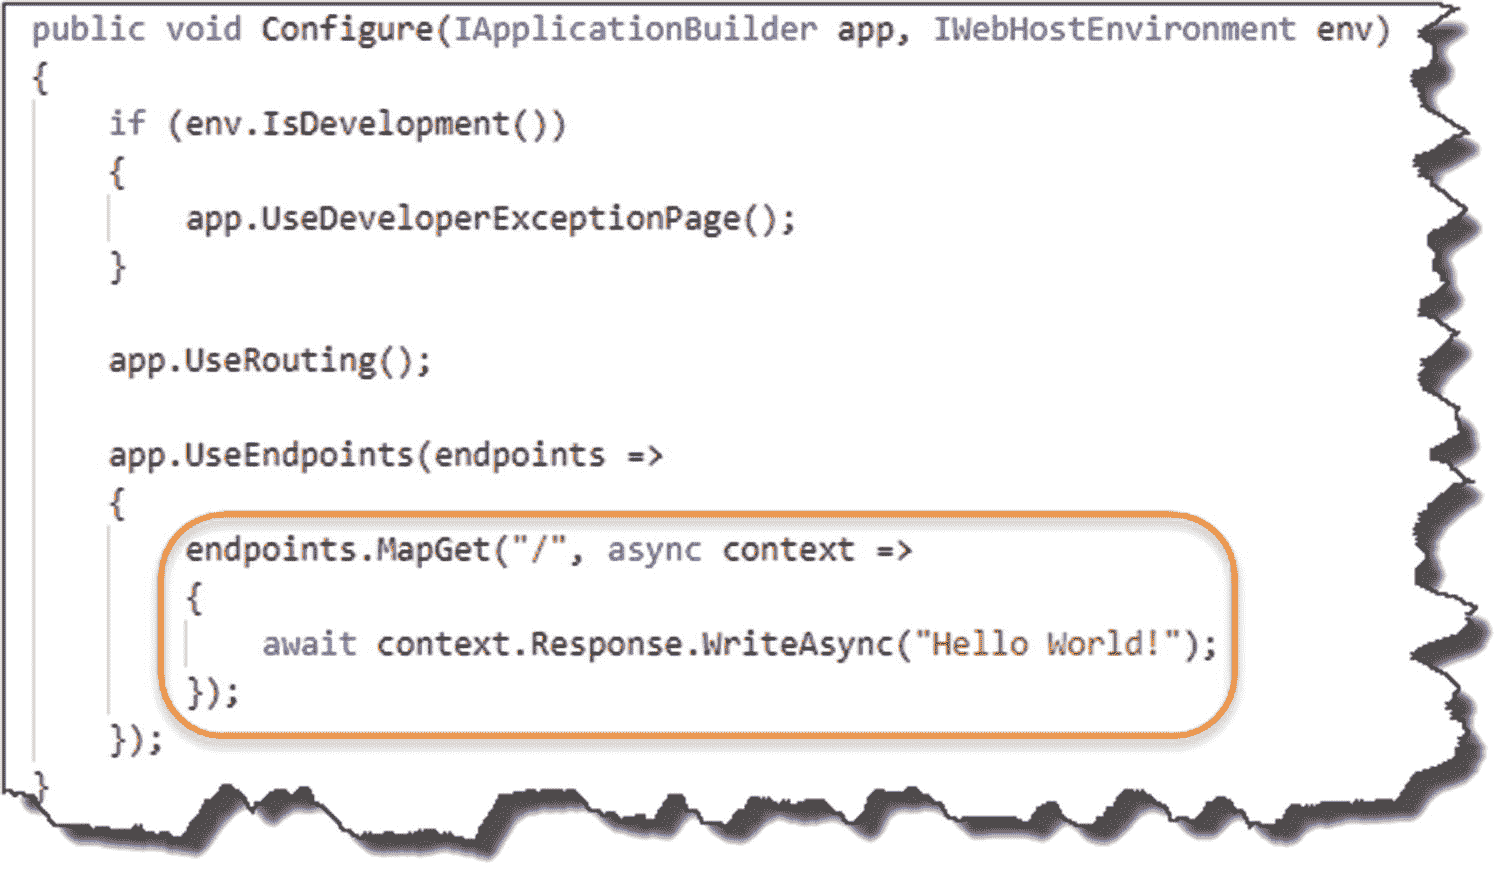 public void Configure(IApplicationBuilder app, IWebHostEnvironment env)
{
if (env.IsDevelopment())
{
app.UseDeveloperExceptionPage();
}
app.UseRouting();
app.UseEndpoints(endpoints =>
{
endpoints.MapGet("/", async context =>
{
await context.Response.WriteAsync("Hello World!");
});
});
}